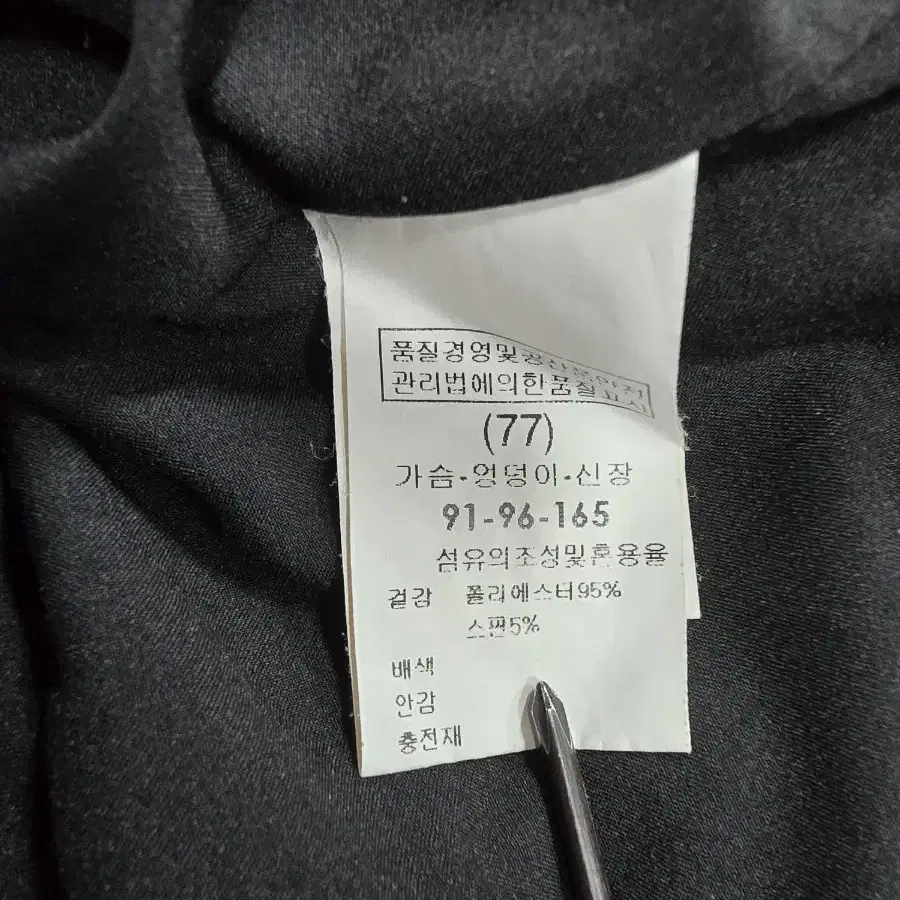 품질경영및공산품안전
관리법에의한품질표시
(77)
가슴-엉덩이-신장
91-96-165
섬유의조성및혼용율
겉감 폴리에스터95%
스판5%
배색
안감
충전재